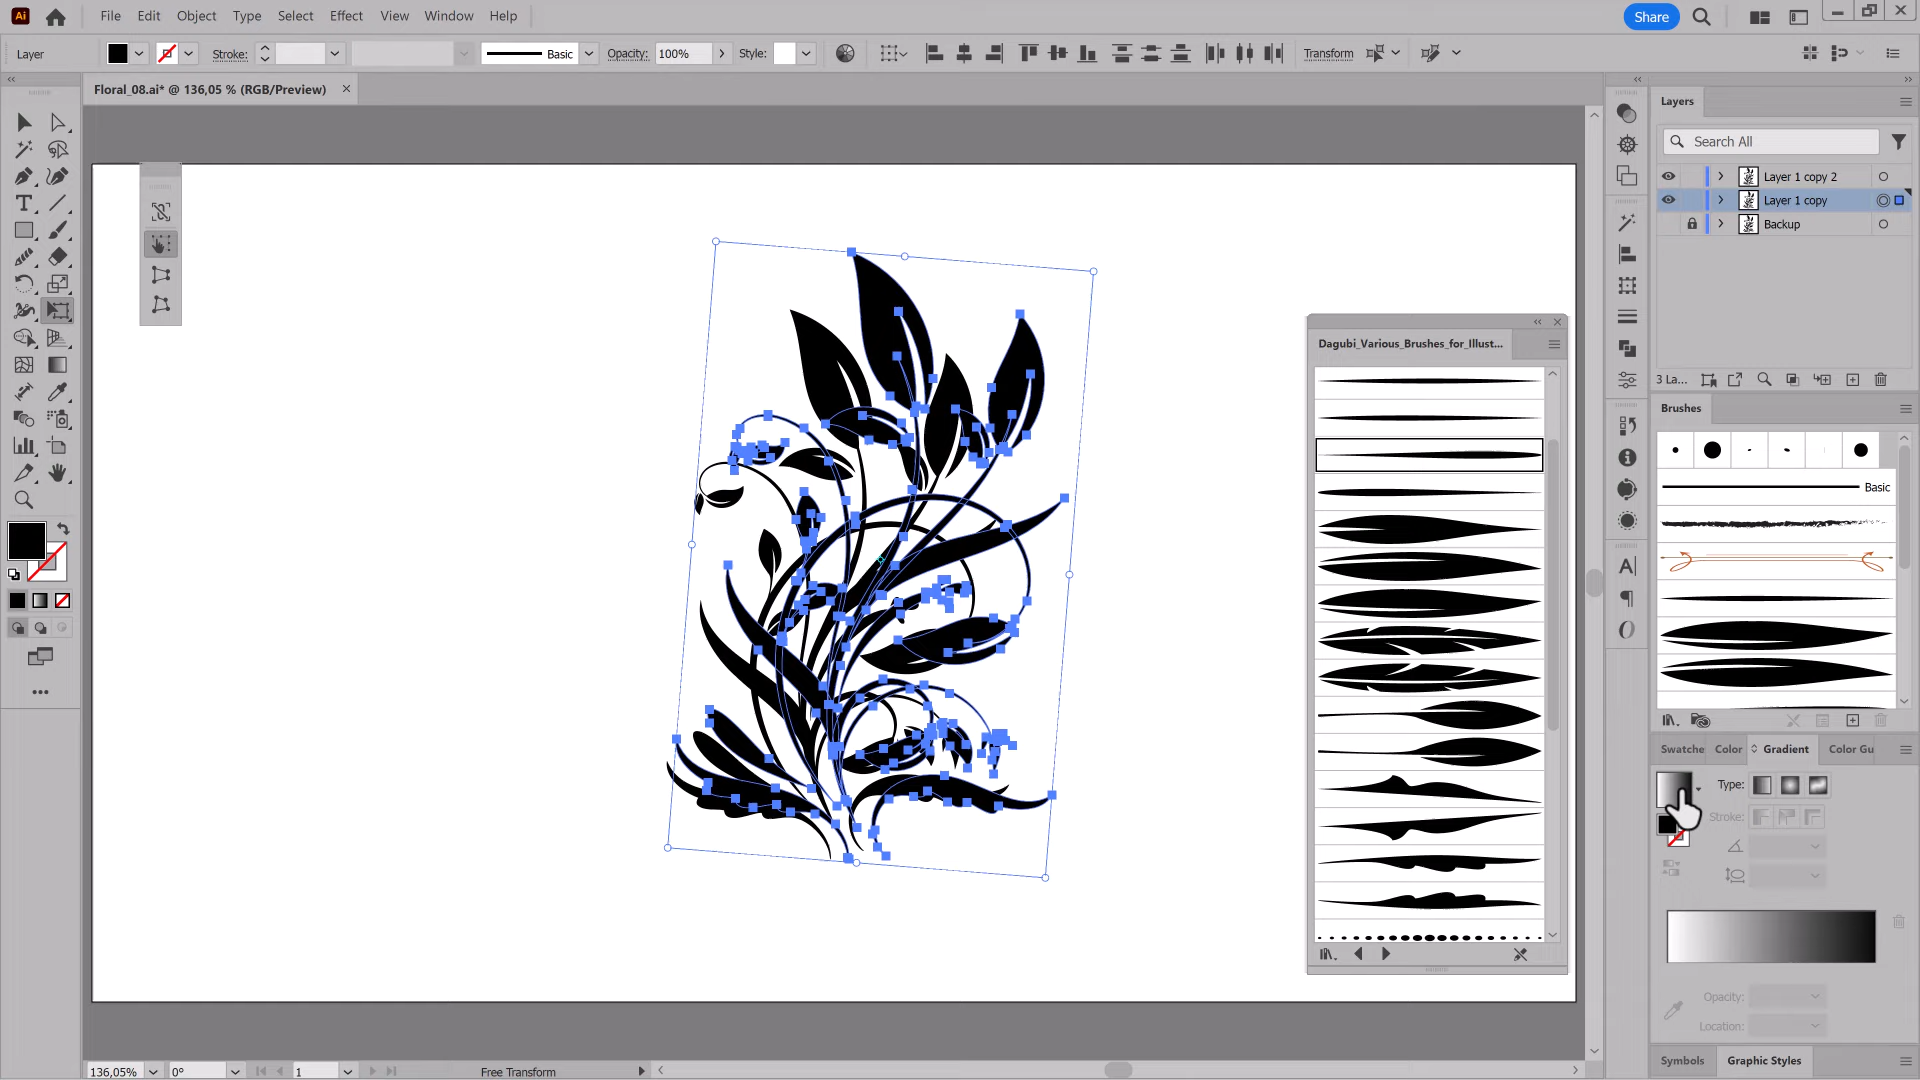 Ai File Edit Object Type Select Effect View Window Help Share
Layer Stroke: Basic Opacity: 100% Style: Transform
Floral_08.ai* @ 136,05 % (RGB/Preview)
Layers
Search All
Layer 1 copy 2
Layer 1 copy
Backup
3 La...
Dagubi_Various_Brushes_for_Illust...
Brushes
Basic
Swatche Color Gradient Color Gu
Type:
Stroke:
Opacity:
Location:
Symbols Graphic Styles
136,05% 0° 1 Free Transform